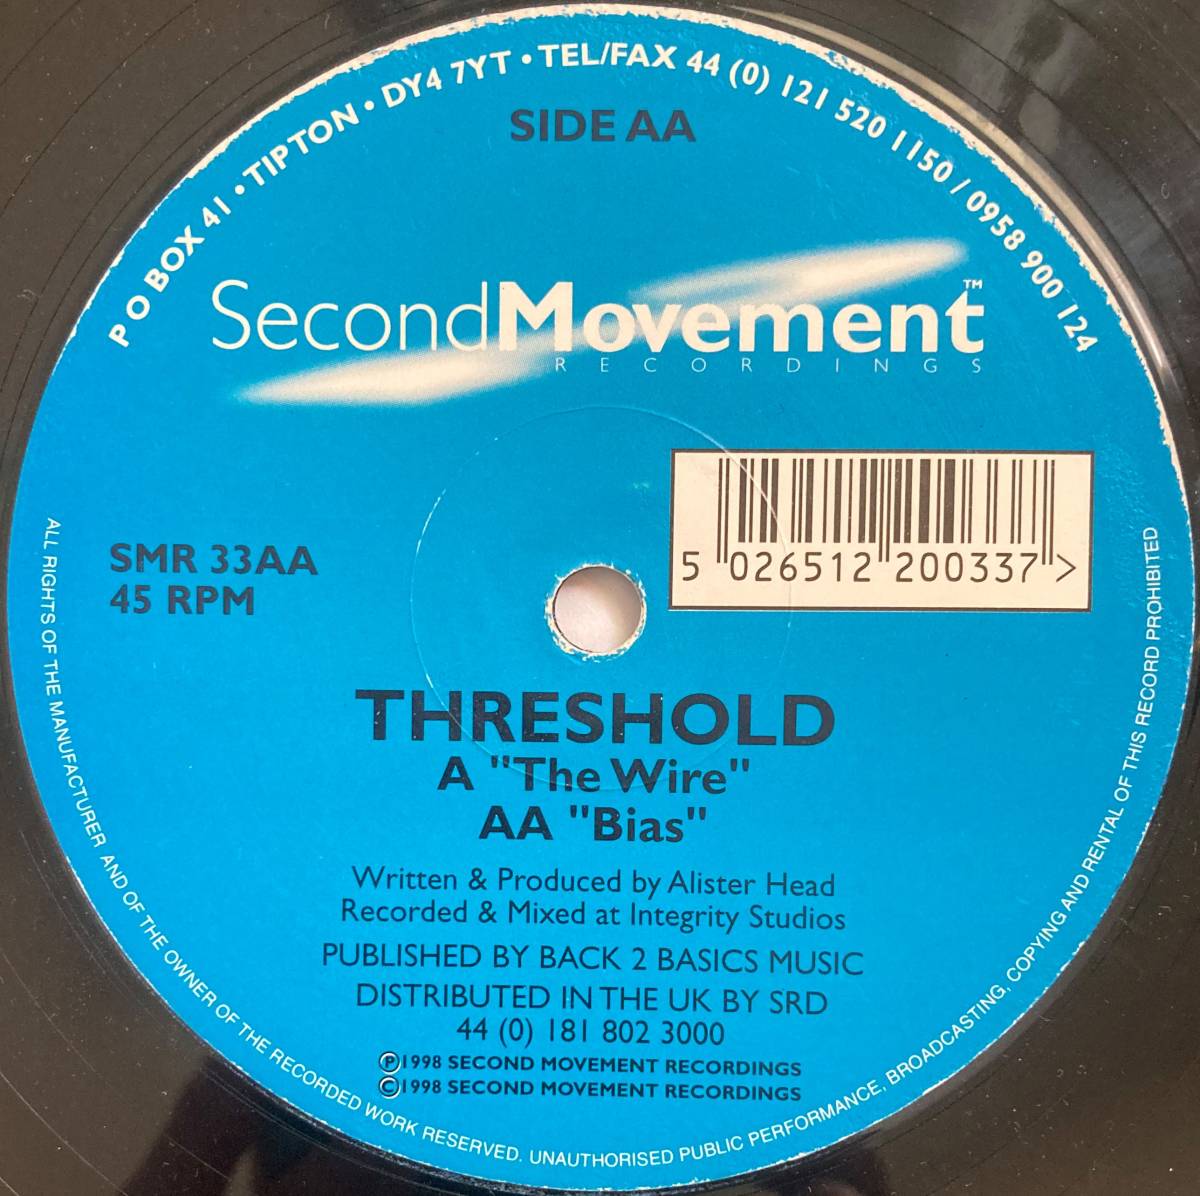 PO BOX 41 • TIPTON • DY4 7YT • TEL/FAX 44 (0) 121 520 1150 / 0958 900 124
SIDE AA
SecondMovement™
RECORDINGS
5 026512 200337 >
SMR 33AA
45 RPM
THRESHOLD
A "The Wire"
AA "Bias"
Written & Produced by Alister Head
Recorded & Mixed at Integrity Studios
PUBLISHED BY BACK 2 BASICS MUSIC
DISTRIBUTED IN THE UK BY SRD
44 (0) 181 802 3000
℗1998 SECOND MOVEMENT RECORDINGS
©1998 SECOND MOVEMENT RECORDINGS
ALL RIGHTS OF THE MANUFACTURER AND OF THE OWNER OF THE RECORDED WORK RESERVED. UNAUTHORISED PUBLIC PERFORMANCE, BROADCASTING, COPYING AND RENTAL OF THIS RECORD PROHIBITED